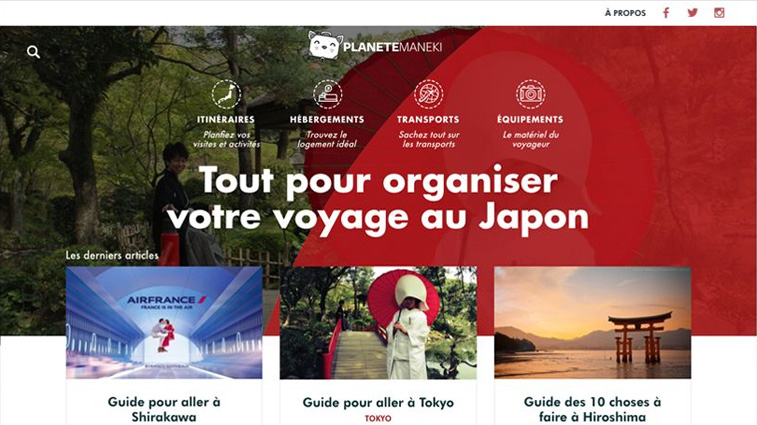 À PROPOS
PLANETEMANEKI
ITINÉRAIRES
Planifiez vos
visites et activités
HÉBERGEMENTS
Trouvez le
logement idéal
TRANSPORTS
Sachez tout sur
les transports
ÉQUIPEMENTS
Le matériel du
voyageur
Tout pour organiser
votre voyage au Japon
Les derniers articles
AIRFRANCE
FRANCE IS IN THE AIR
Guide pour aller à
Shirakawa
Guide pour aller à Tokyo
TOKYO
Guide des 10 choses à
faire à Hiroshima